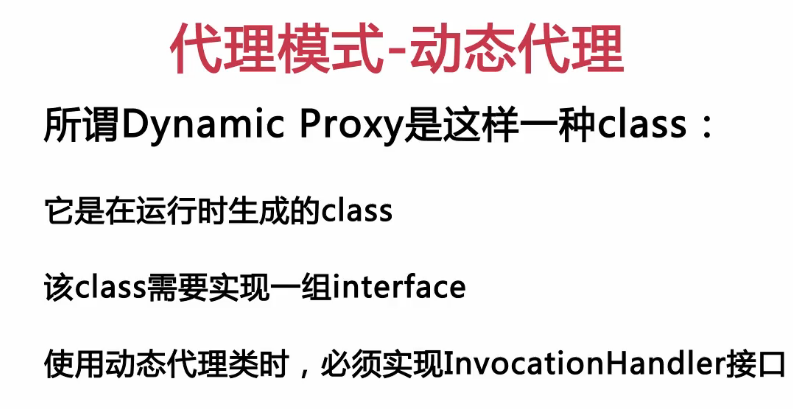 代理模式-动态代理
所谓Dynamic Proxy是这样一种class：
它是在运行时生成的class
该class需要实现一组interface
使用动态代理类时，必须实现InvocationHandler接口